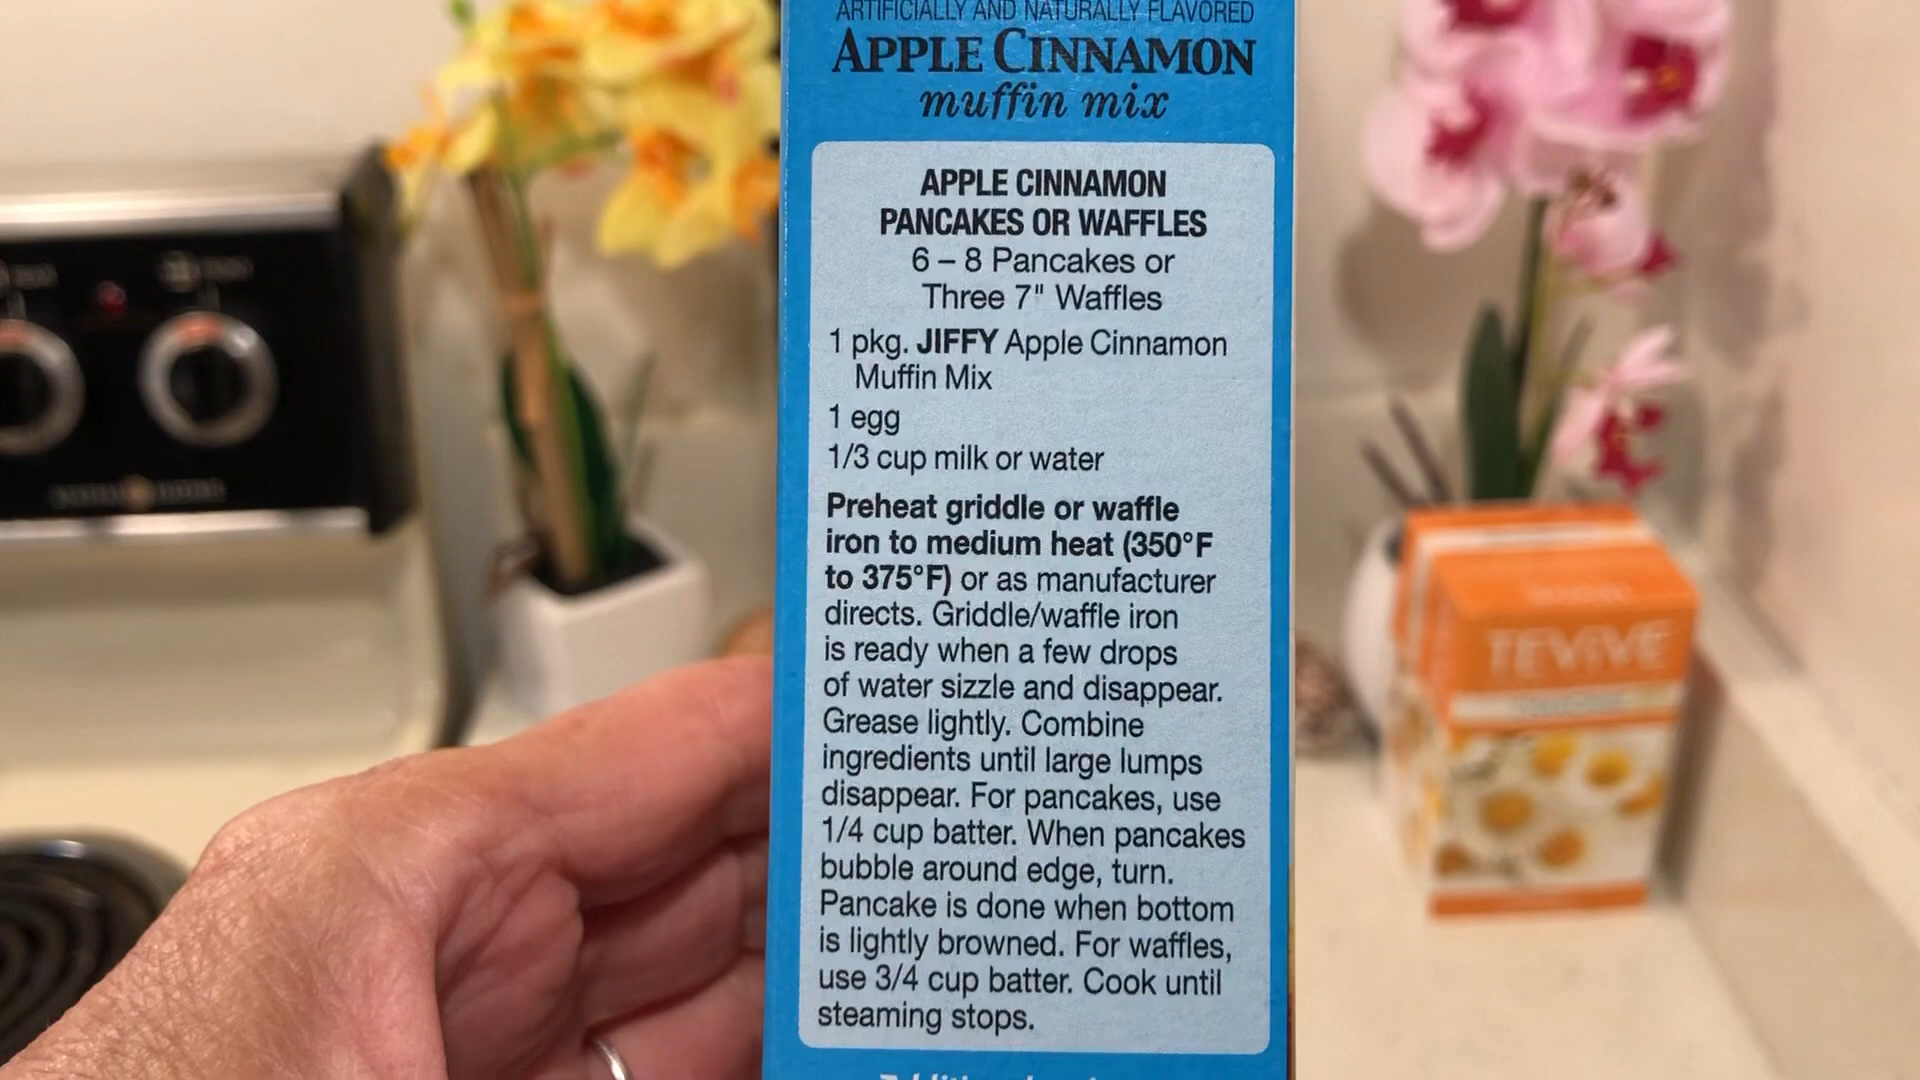 ARTIFICIALLY AND NATURALLY FLAVORED
APPLE CINNAMON
muffin mix
APPLE CINNAMON
PANCAKES OR WAFFLES
6 – 8 Pancakes or
Three 7" Waffles
1 pkg. JIFFY Apple Cinnamon
Muffin Mix
1 egg
1/3 cup milk or water
Preheat griddle or waffle
iron to medium heat (350°F
to 375°F) or as manufacturer
directs. Griddle/waffle iron
is ready when a few drops
of water sizzle and disappear.
Grease lightly. Combine
ingredients until large lumps
disappear. For pancakes, use
1/4 cup batter. When pancakes
bubble around edge, turn.
Pancake is done when bottom
is lightly browned. For waffles,
use 3/4 cup batter. Cook until
steaming stops.
TEVIVE